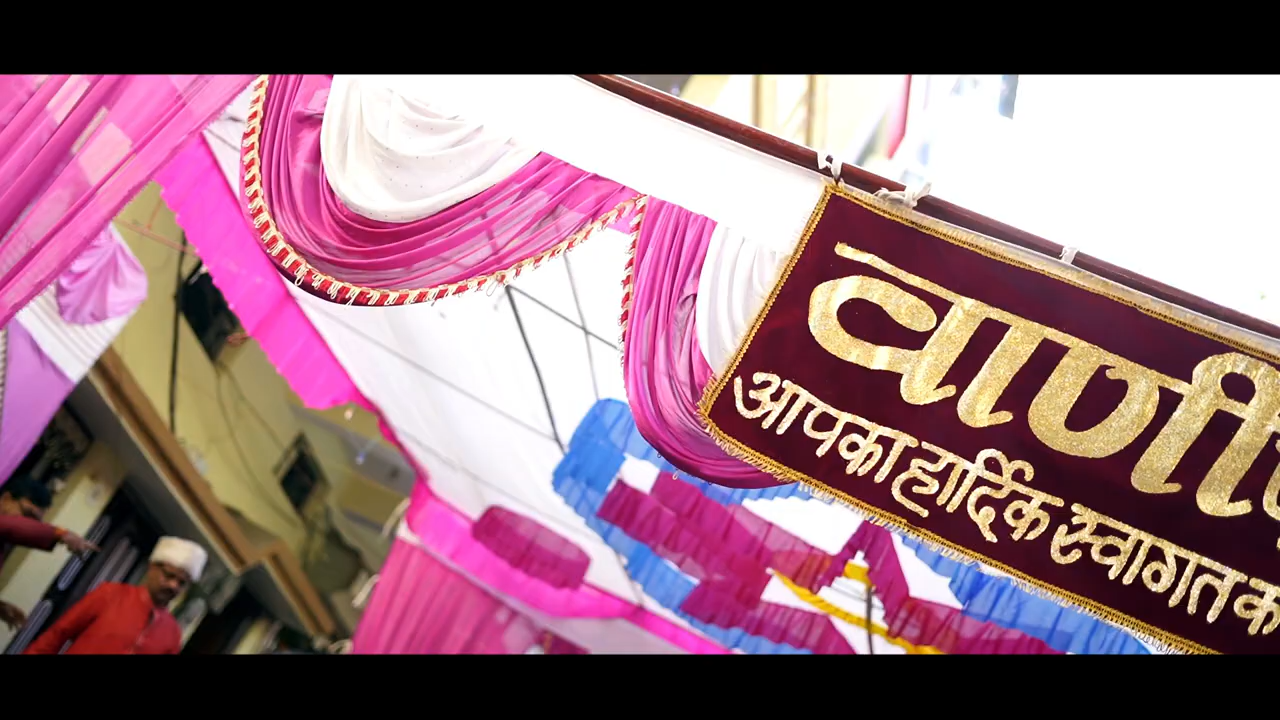 वाणी
आपका हार्दिक स्वागत क